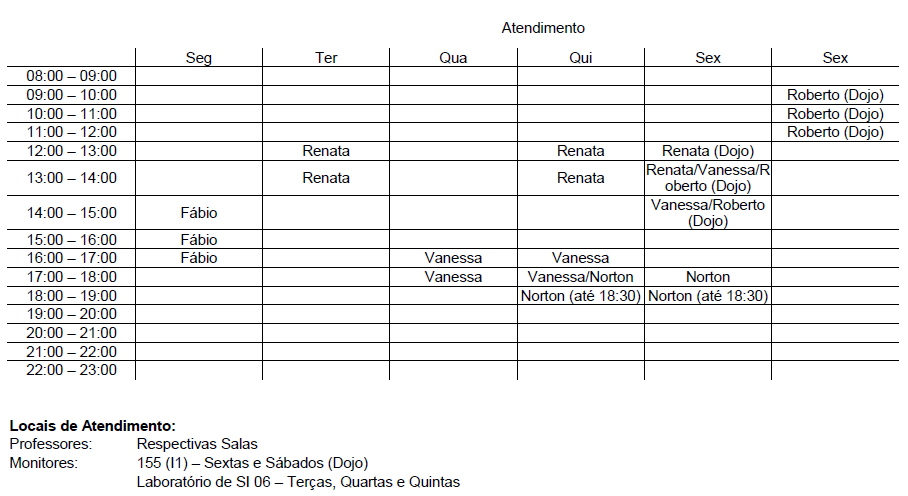 Atendimento
Seg Ter Qua Qui Sex Sex
08:00 – 09:00
09:00 – 10:00 Roberto (Dojo)
10:00 – 11:00 Roberto (Dojo)
11:00 – 12:00 Roberto (Dojo)
12:00 – 13:00 Renata Renata Renata (Dojo)
13:00 – 14:00 Renata Renata Renata/Vanessa/R
oberto (Dojo)
14:00 – 15:00 Fábio Vanessa/Roberto
(Dojo)
15:00 – 16:00 Fábio
16:00 – 17:00 Fábio Vanessa Vanessa
17:00 – 18:00 Vanessa Vanessa/Norton Norton
18:00 – 19:00 Norton (até 18:30) Norton (até 18:30)
19:00 – 20:00
20:00 – 21:00
21:00 – 22:00
22:00 – 23:00
Locais de Atendimento:
Professores: Respectivas Salas
Monitores: 155 (I1) – Sextas e Sábados (Dojo)
Laboratório de SI 06 – Terças, Quartas e Quintas